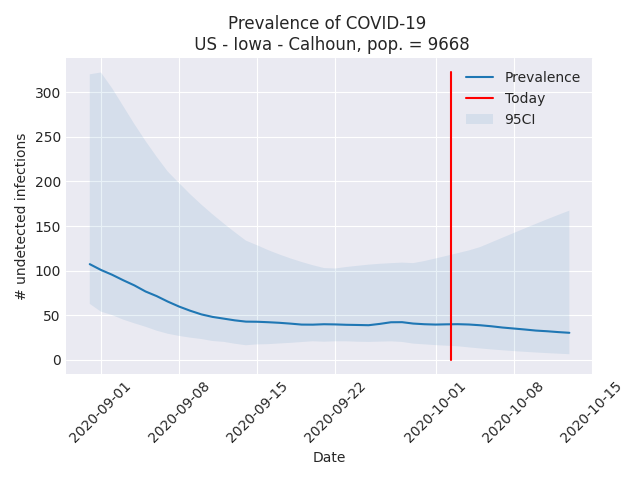 Prevalence of COVID-19
US - Iowa - Calhoun, pop. = 9668
Prevalence
Today
95CI
300
250
200
150
100
50
0
# undetected infections
2020-09-01
2020-09-08
2020-09-15
2020-09-22
2020-10-01
2020-10-08
2020-10-15
Date